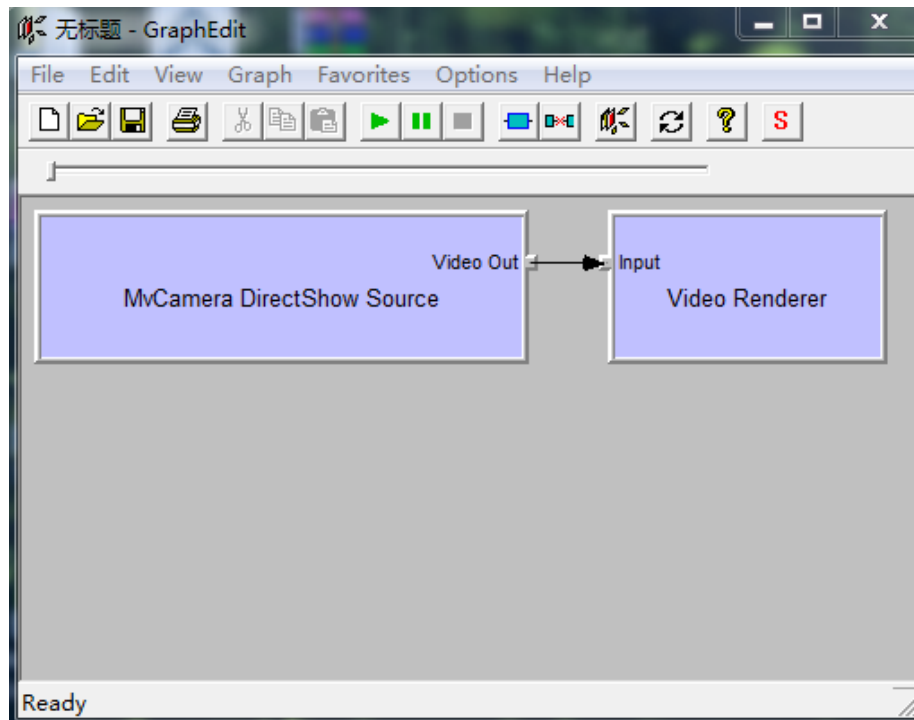 无标题 - GraphEdit
File Edit View Graph Favorites Options Help
S
Video Out
MvCamera DirectShow Source
Input
Video Renderer
Ready